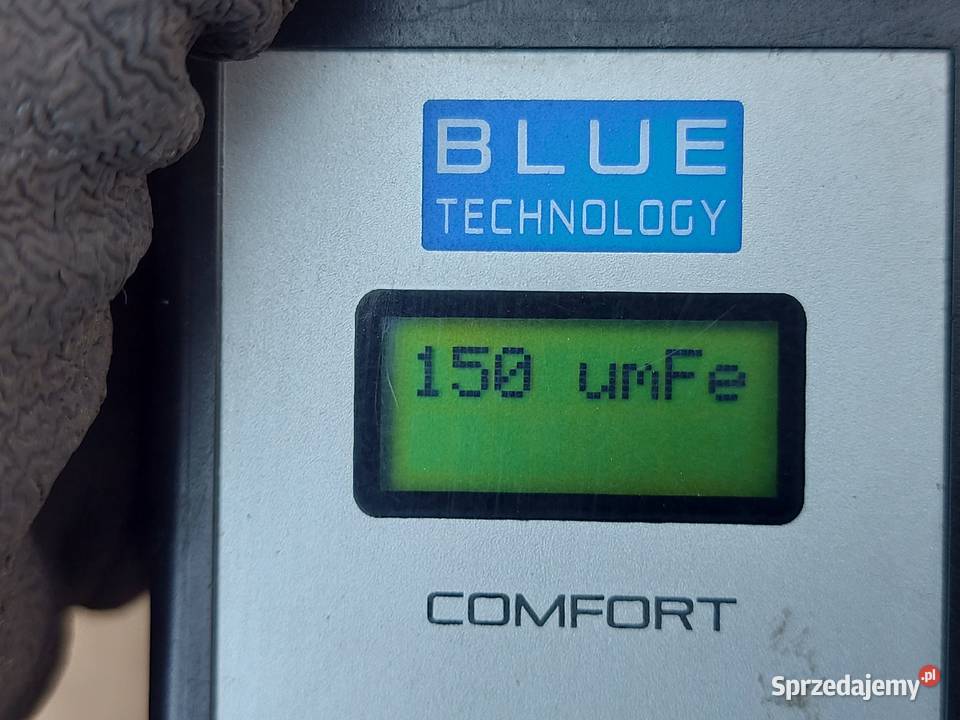 BLUE
TECHNOLOGY
150 umFe
COMFORT
Sprzedajemy.pl